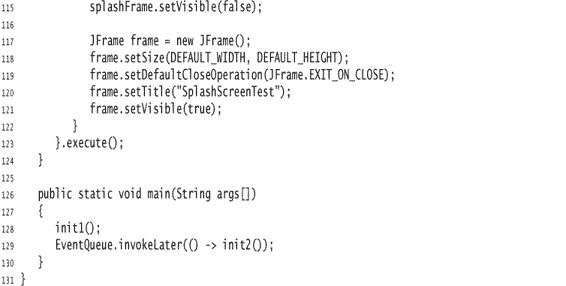 115 splashFrame.setVisible(false);
116
117 JFrame frame = new JFrame();
118 frame.setSize(DEFAULT_WIDTH, DEFAULT_HEIGHT);
119 frame.setDefaultCloseOperation(JFrame.EXIT_ON_CLOSE);
120 frame.setTitle("SplashScreenTest");
121 frame.setVisible(true);
122 }
123 }.execute();
124 }
125
126 public static void main(String args[])
127 {
128 init1();
129 EventQueue.invokeLater(() -> init2());
130 }
131 }